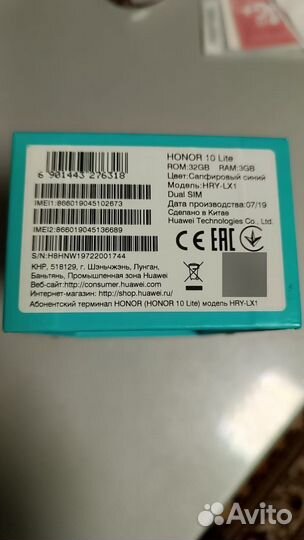 HONOR 10 Lite
ROM:32GB RAM:3GB
Цвет:Сапфировый синий
Модель:HRY-LX1
Dual SIM
Дата производства:07/19
Сделано в Китае
Huawei Technologies Co., Ltd.
6 901443 276318
IMEI1:866019045102673
IMEI2:866019045136689
S/N:H8HNW19722001744
КНР, 518129, г. Шэньчжэнь, Лунган,
Баньтянь, Промышленная зона Huawei
Веб-сайт:http://consumer.huawei.com
Интернет-магазин: http://shop.huawei.ru/
Абонентский терминал HONOR (HONOR 10 Lite) модель HRY-LX1
CE
EAC
Avito